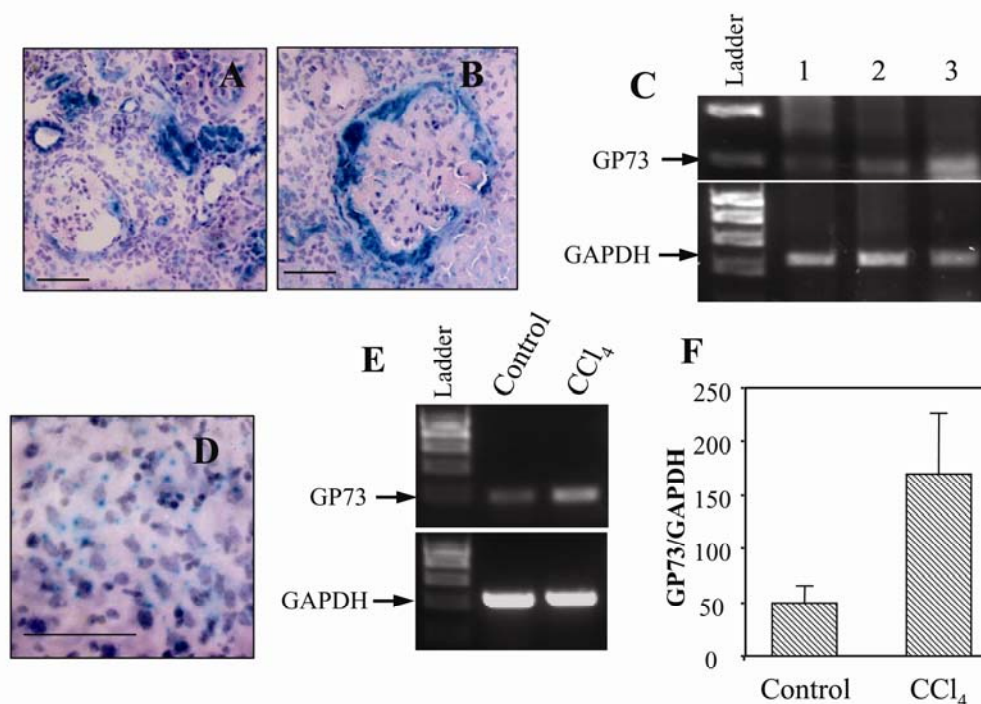 A
B
C
Ladder
1
2
3
GP73
GAPDH
D
E
Ladder
Control
CCl₄
GP73
GAPDH
F
GP73/GAPDH
250
200
150
100
50
0
Control
CCl₄